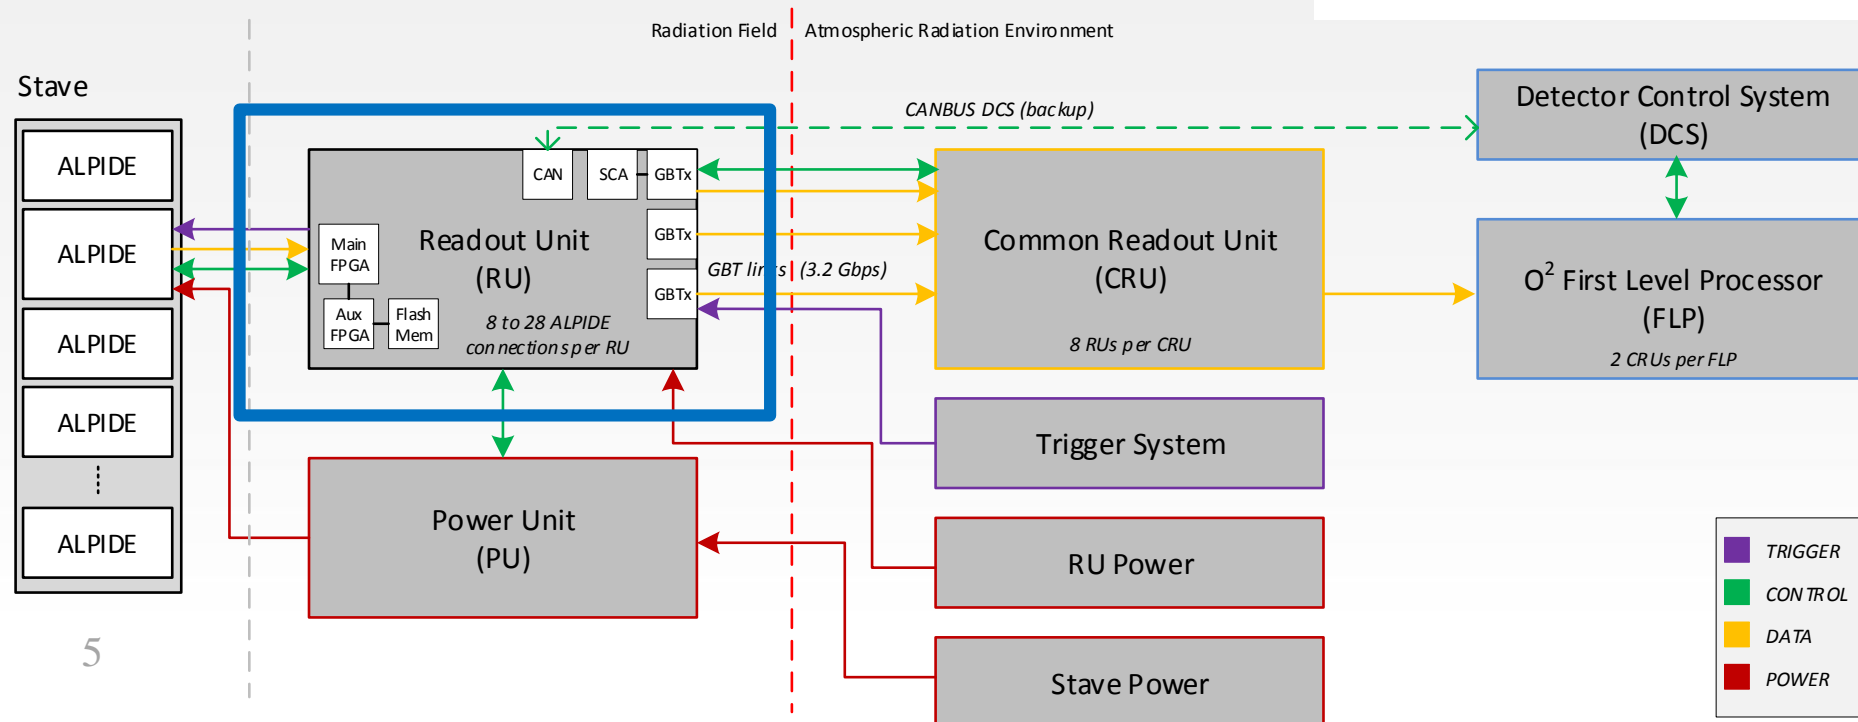 Radiation Field
Atmospheric Radiation Environment
Stave
ALPIDE
ALPIDE
ALPIDE
ALPIDE
ALPIDE
CANBUS DCS (backup)
CAN
SCA
GBTx
GBTx
GBTx
Main
FPGA
Aux
FPGA
Flash
Mem
Readout Unit
(RU)
8 to 28 ALPIDE
connections per RU
GBT links (3.2 Gbps)
Power Unit
(PU)
Common Readout Unit
(CRU)
8 RUs per CRU
Trigger System
RU Power
Stave Power
Detector Control System
(DCS)
O² First Level Processor
(FLP)
2 CRUs per FLP
TRIGGER
CONTROL
DATA
POWER
5